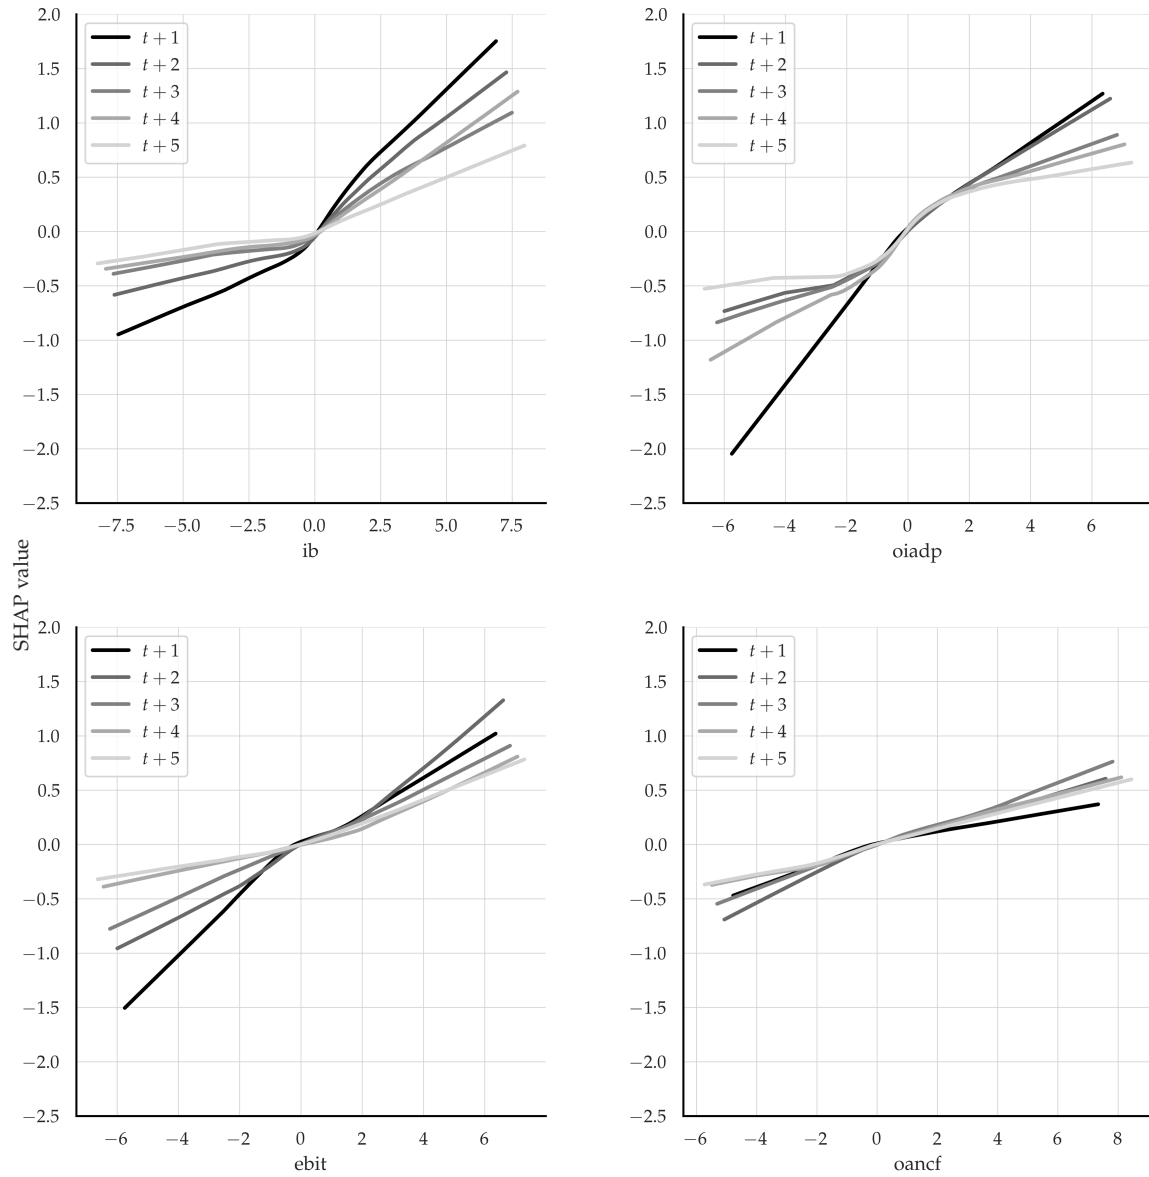 SHAP value
2.0
1.5
1.0
0.5
0.0
−0.5
−1.0
−1.5
−2.0
−2.5
t + 1
t + 2
t + 3
t + 4
t + 5
−7.5 −5.0 −2.5 0.0 2.5 5.0 7.5
ib
2.0
1.5
1.0
0.5
0.0
−0.5
−1.0
−1.5
−2.0
−2.5
t + 1
t + 2
t + 3
t + 4
t + 5
−6 −4 −2 0 2 4 6
oiadp
2.0
1.5
1.0
0.5
0.0
−0.5
−1.0
−1.5
−2.0
−2.5
t + 1
t + 2
t + 3
t + 4
t + 5
−6 −4 −2 0 2 4 6
ebit
2.0
1.5
1.0
0.5
0.0
−0.5
−1.0
−1.5
−2.0
−2.5
t + 1
t + 2
t + 3
t + 4
t + 5
−6 −4 −2 0 2 4 6 8
oancf